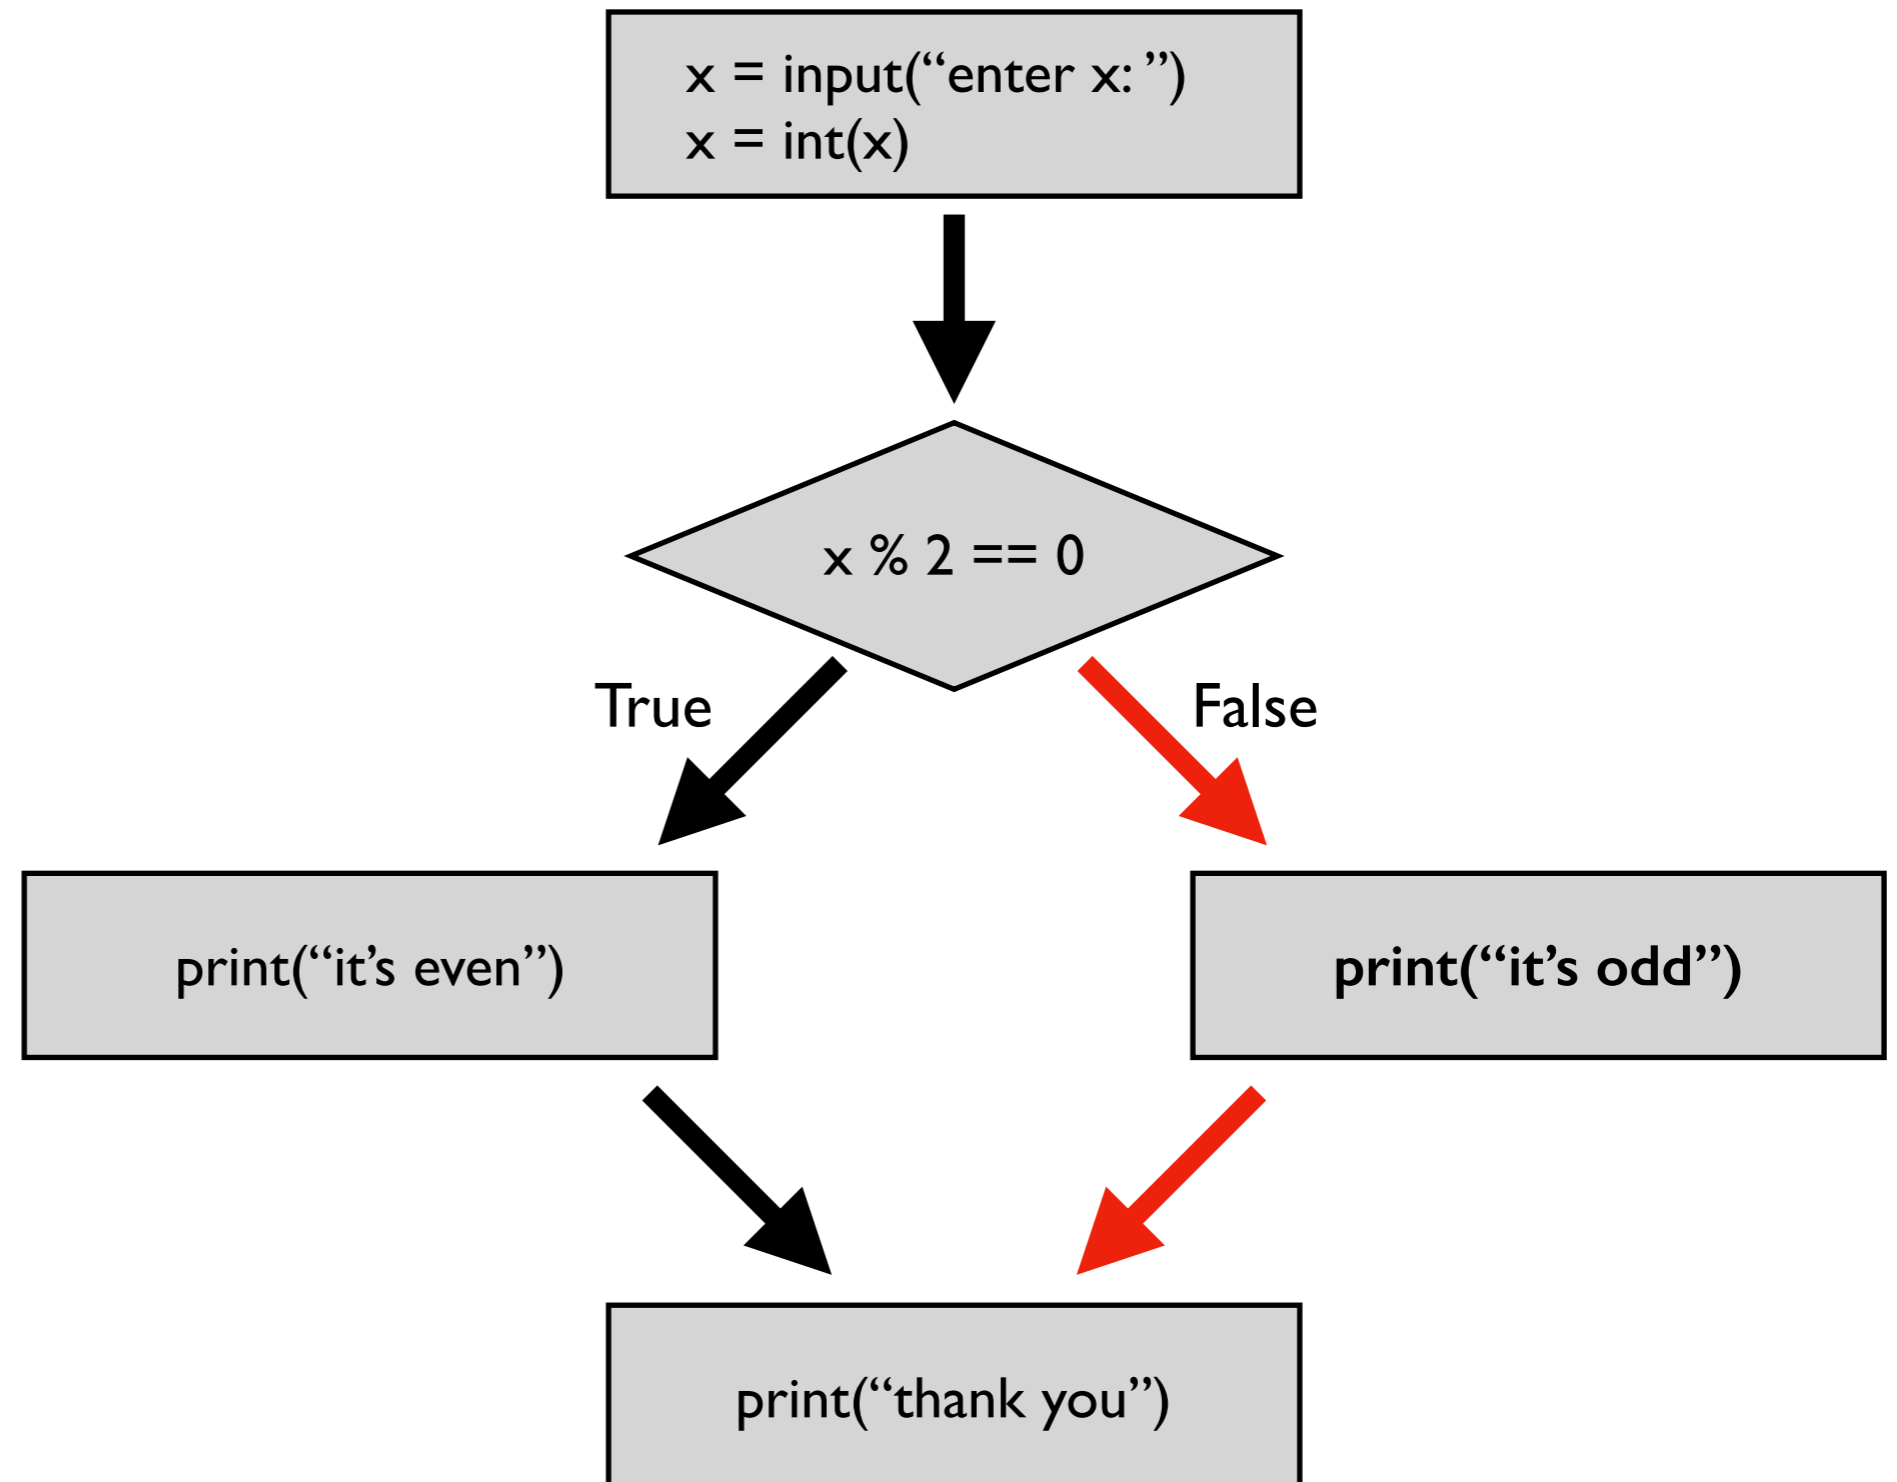 x = input(“enter x: ”)
x = int(x)
x % 2 == 0
True
False
print(“it’s even”)
print(“it’s odd”)
print(“thank you”)